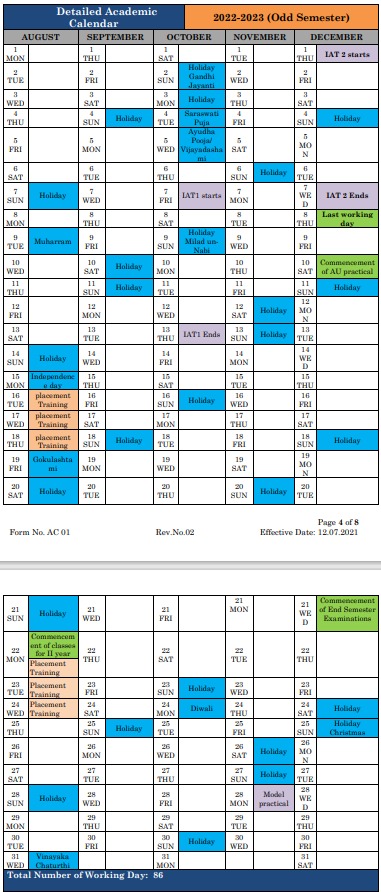 Detailed Academic Calendar 2022-2023 (Odd Semester)
AUGUST SEPTEMBER OCTOBER NOVEMBER DECEMBER
1 MON 1 THU 1 SAT 1 TUE 1 THU IAT 2 starts
2 TUE 2 FRI 2 SUN Holiday Gandhi Jayanti 2 WED 2 FRI
3 WED 3 SAT 3 MON Holiday 3 THU 3 SAT
4 THU 4 SUN Holiday 4 TUE Saraswati Puja 4 FRI 4 SUN Holiday
5 FRI 5 MON 5 WED Ayudha Pooja/ Vijayadasha mi 5 SAT 5 MO N
6 SAT 6 TUE 6 THU 6 SUN Holiday 6 TUE
7 SUN Holiday 7 WED 7 FRI IAT1 starts 7 MON 7 WE D IAT 2 Ends
8 MON 8 THU 8 SAT 8 TUE 8 THU Last working day
9 TUE Muharram 9 FRI 9 SUN Holiday Milad un-Nabi 9 WED 9 FRI
10 WED 10 SAT Holiday 10 MON 10 THU 10 SAT Commencement of AU practical
11 THU 11 SUN Holiday 11 TUE 11 FRI 11 SUN Holiday
12 FRI 12 MON 12 WED 12 SAT Holiday 12 MO N
13 SAT 13 TUE 13 THU IAT1 Ends 13 SUN Holiday 13 TUE
14 SUN Holiday 14 WED 14 FRI 14 MON 14 WE D
15 MON Independenc e day 15 THU 15 SAT 15 TUE 15 THU
16 TUE placement Training 16 FRI 16 SUN Holiday 16 WED 16 FRI
17 WED placement Training 17 SAT 17 MON 17 THU 17 SAT
18 THU placement Training 18 SUN Holiday 18 TUE 18 FRI 18 SUN Holiday
19 FRI Gokulashta mi 19 MON 19 WED 19 SAT 19 MO N
20 SAT Holiday 20 TUE 20 THU 20 SUN Holiday 20 TUE
Page 4 of 8
Form No. AC 01 Rev.No.02 Effective Date: 12.07.2021
21 SUN Holiday 21 WED 21 FRI 21 MON 21 WE D Commencement of End Semester Examinations
22 MON Commencem ent of classes for II year Placement Training 22 THU 22 SAT 22 TUE 22 THU
23 TUE Placement Training 23 FRI 23 SUN Holiday 23 WED 23 FRI
24 WED Placement Training 24 SAT 24 MON Diwali 24 THU 24 SAT Holiday
25 THU 25 SUN Holiday 25 TUE 25 FRI 25 SUN Holiday Christmas
26 FRI 26 MON 26 WED 26 SAT Holiday 26 MO N
27 SAT 27 TUE 27 THU 27 SUN Holiday 27 TUE
28 SUN Holiday 28 WED 28 FRI 28 MON Model practical 28 WE D
29 MON 29 THU 29 SAT 29 TUE 29 THU
30 TUE 30 FRI 30 SUN Holiday 30 WED 30 FRI
31 WED Vinayaka Chaturthi 31 MON 31 SAT
Total Number of Working Day: 86